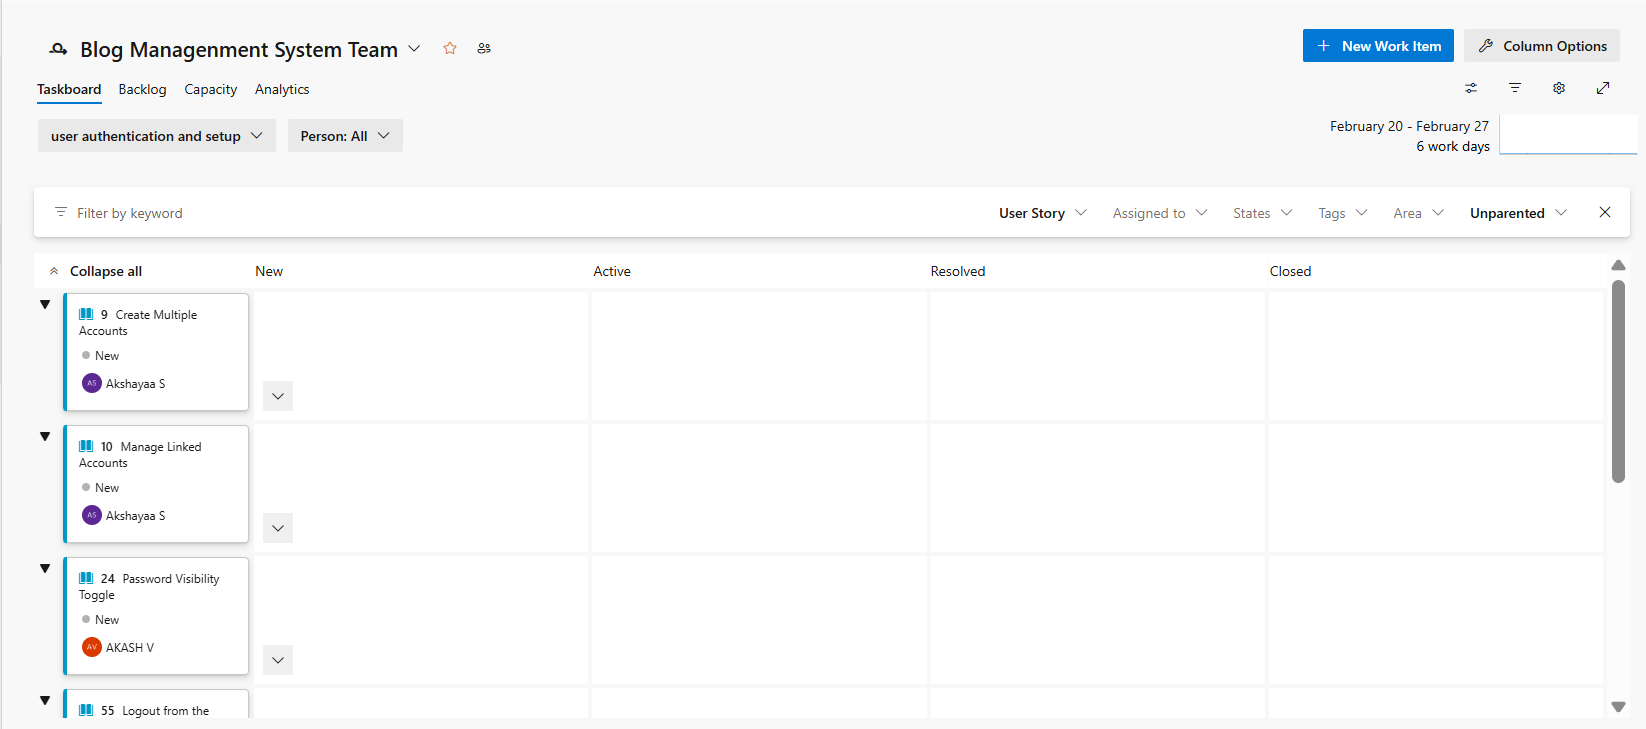 Blog Managenment System Team
New Work Item
Column Options
Taskboard Backlog Capacity Analytics
user authentication and setup
Person: All
February 20 - February 27
6 work days
Filter by keyword
User Story Assigned to States Tags Area Unparented
Collapse all New Active Resolved Closed
9 Create Multiple
Accounts
New
AS Akshayaa S
10 Manage Linked
Accounts
New
AS Akshayaa S
24 Password Visibility
Toggle
New
AV AKASH V
55 Logout from the